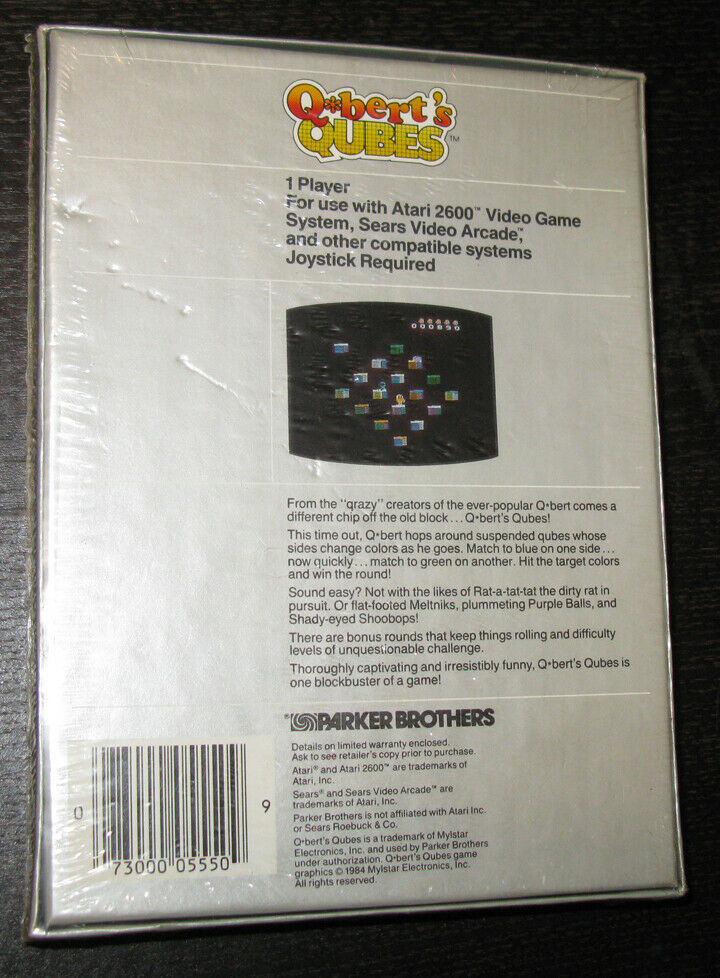 Q*bert's
QUBES™
1 Player
For use with Atari 2600™ Video Game
System, Sears Video Arcade™,
and other compatible systems
Joystick Required
000890
From the "qrazy" creators of the ever-popular Q*bert comes a
different chip off the old block...Q*bert's Qubes!
This time out, Q*bert hops around suspended qubes whose
sides change colors as he goes. Match to blue on one side...
now quickly...match to green on another. Hit the target colors
and win the round!
Sound easy? Not with the likes of Rat-a-tat-tat the dirty rat in
pursuit. Or flat-footed Meltniks, plummeting Purple Balls, and
Shady-eyed Shoobops!
There are bonus rounds that keep things rolling and difficulty
levels of unquestionable challenge.
Thoroughly captivating and irresistibly funny, Q*bert's Qubes is
one blockbuster of a game!
PARKER BROTHERS
Details on limited warranty enclosed.
Ask to see retailer's copy prior to purchase.
Atari® and Atari 2600™ are trademarks of
Atari, Inc.
Sears® and Sears Video Arcade™ are
trademarks of Atari, Inc.
Parker Brothers is not affiliated with Atari Inc.
or Sears Roebuck & Co.
Q*bert's Qubes is a trademark of Mylstar
Electronics, Inc. and used by Parker Brothers
under authorization. Q*bert's Qubes game
graphics © 1984 Mylstar Electronics, Inc.
All rights reserved.
0 73000 05550 9